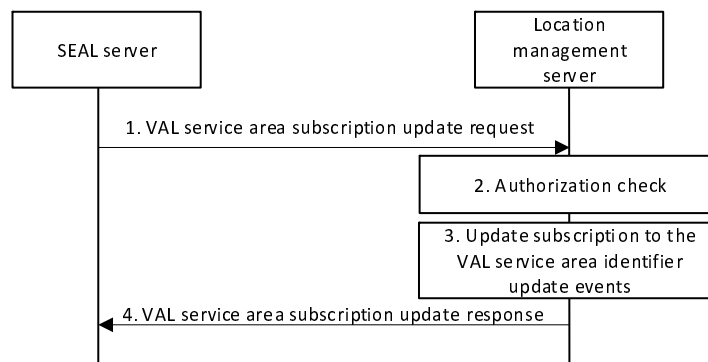 SEAL server
Location
management
server
1. VAL service area subscription update request
2. Authorization check
3. Update subscription to the
VAL service area identifier
update events
4. VAL service area subscription update response